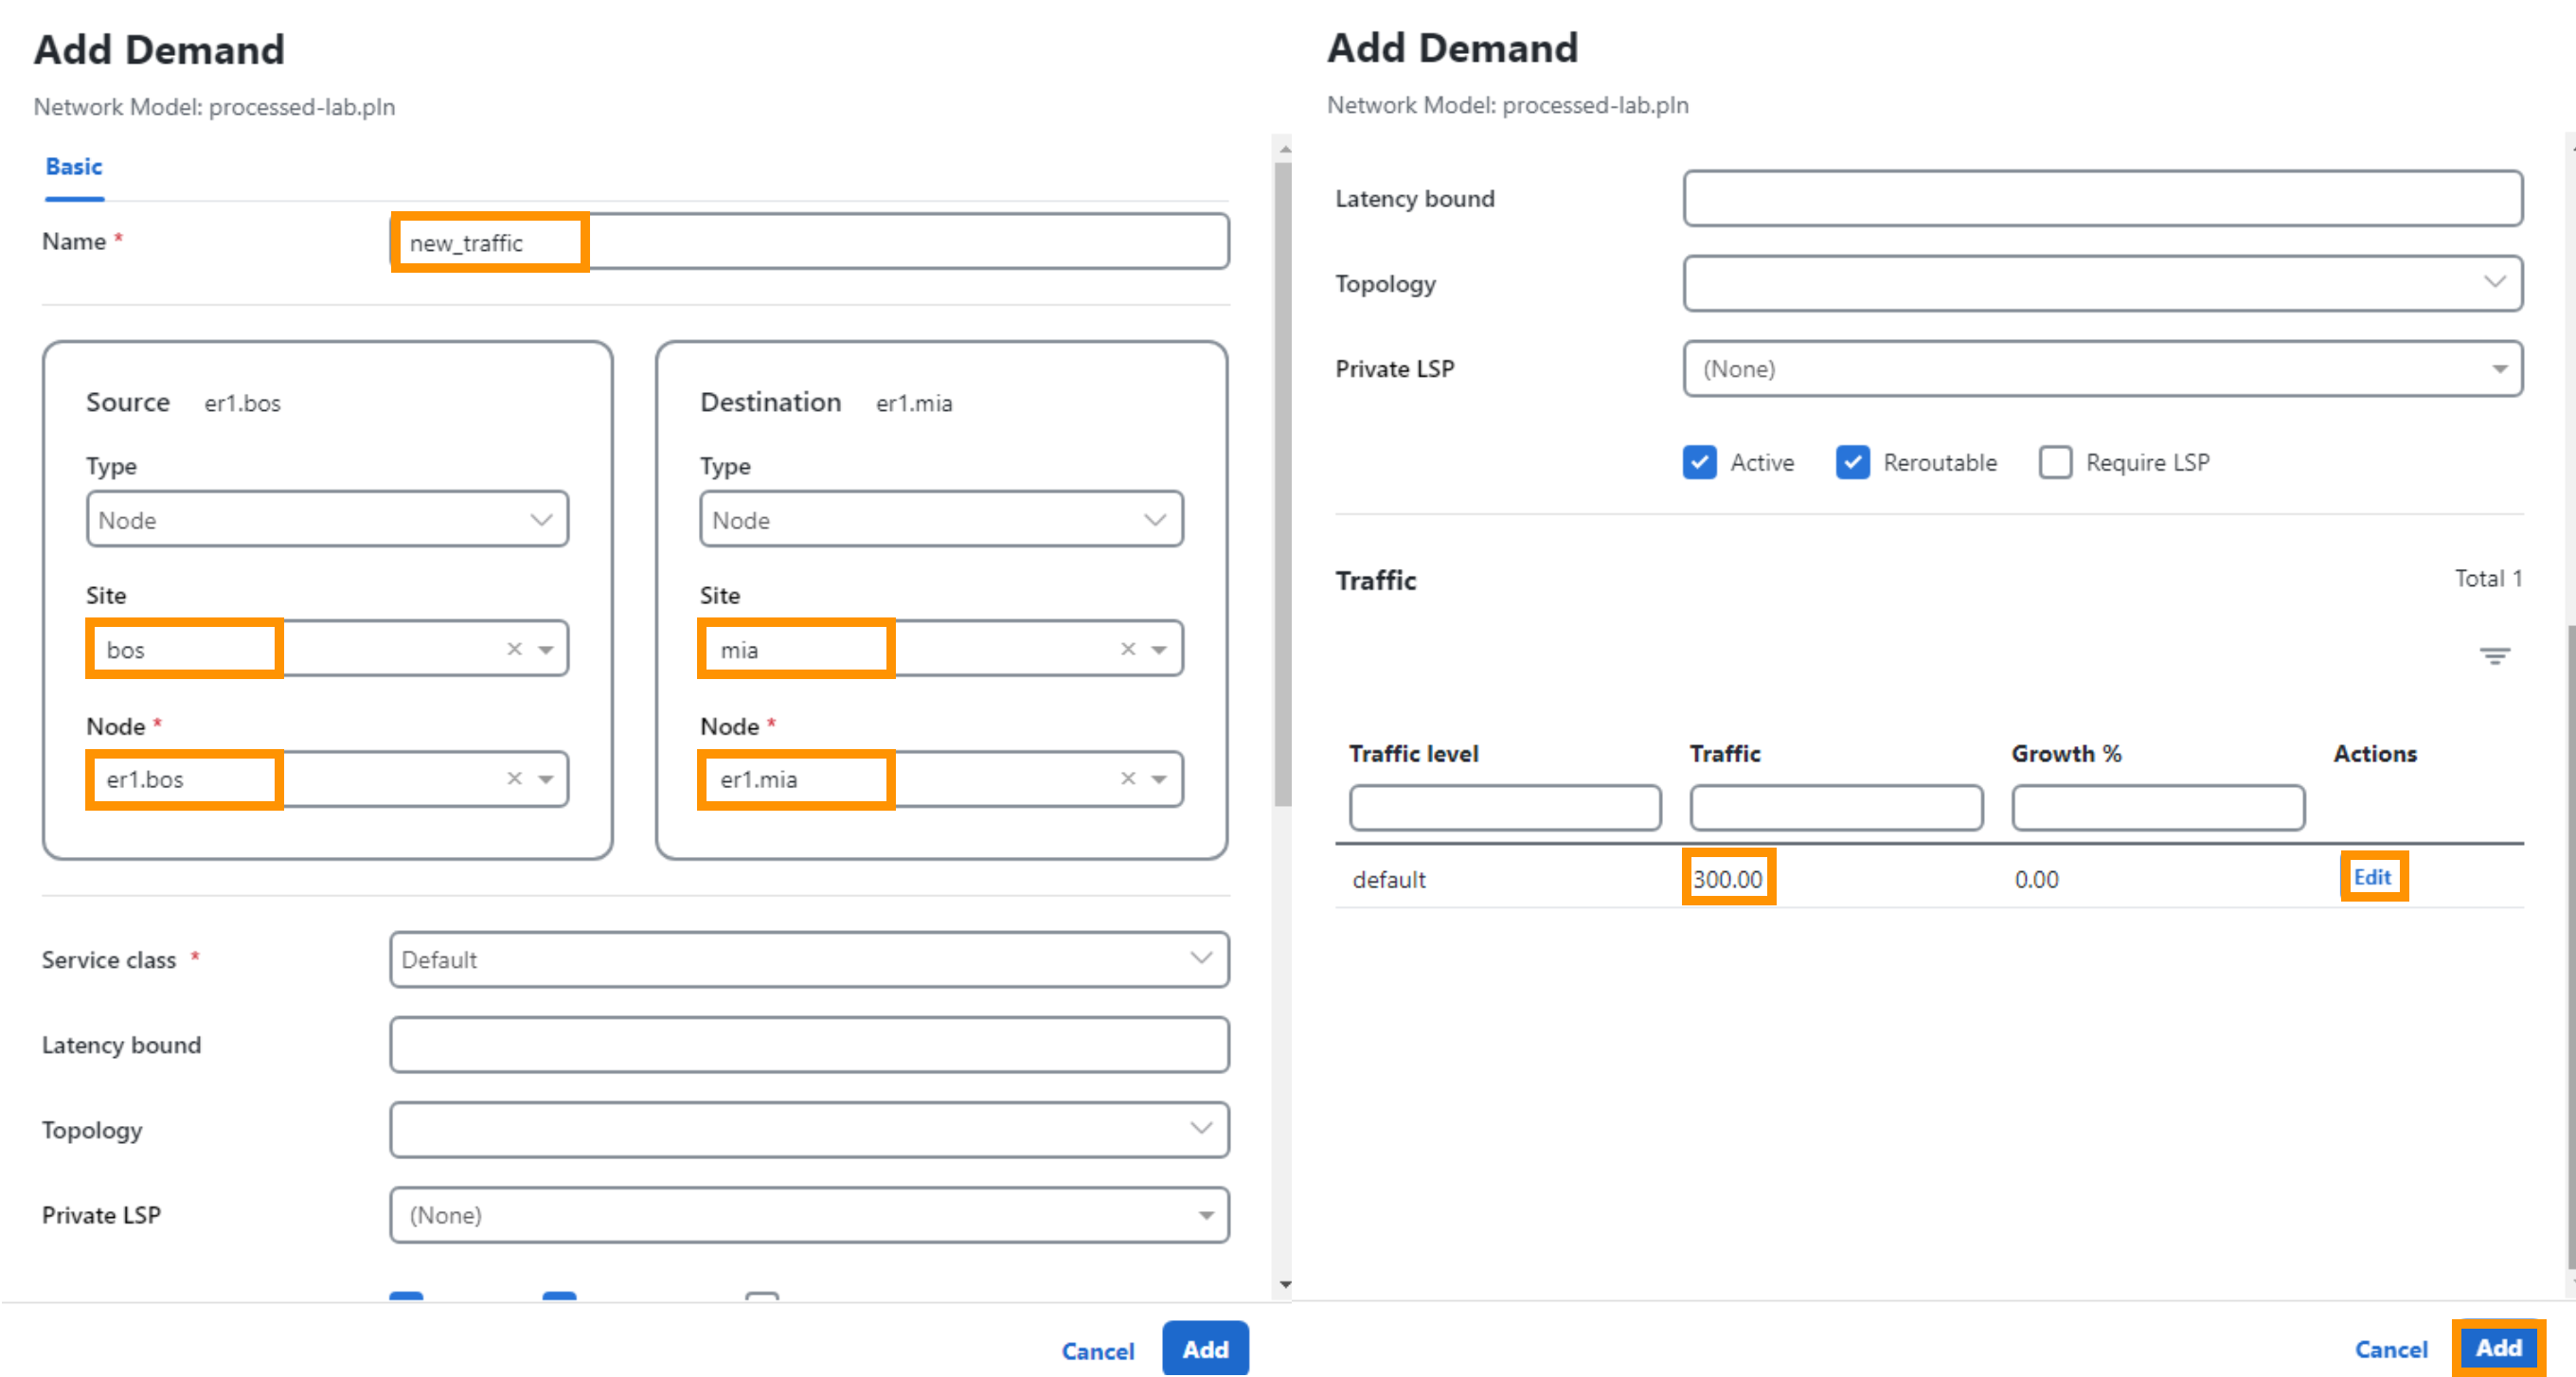 Add Demand
Network Model: processed-lab.pln
Basic
Name *
new_traffic
Source er1.bos
Type
Node
Site
bos
Node *
er1.bos
Destination er1.mia
Type
Node
Site
mia
Node *
er1.mia
Service class *
Default
Latency bound
Topology
Private LSP
(None)
Cancel
Add
Add Demand
Network Model: processed-lab.pln
Latency bound
Topology
Private LSP
(None)
Active
Reroutable
Require LSP
Traffic
Total 1
Traffic level Traffic Growth % Actions
default 300.00 0.00 Edit
Cancel
Add